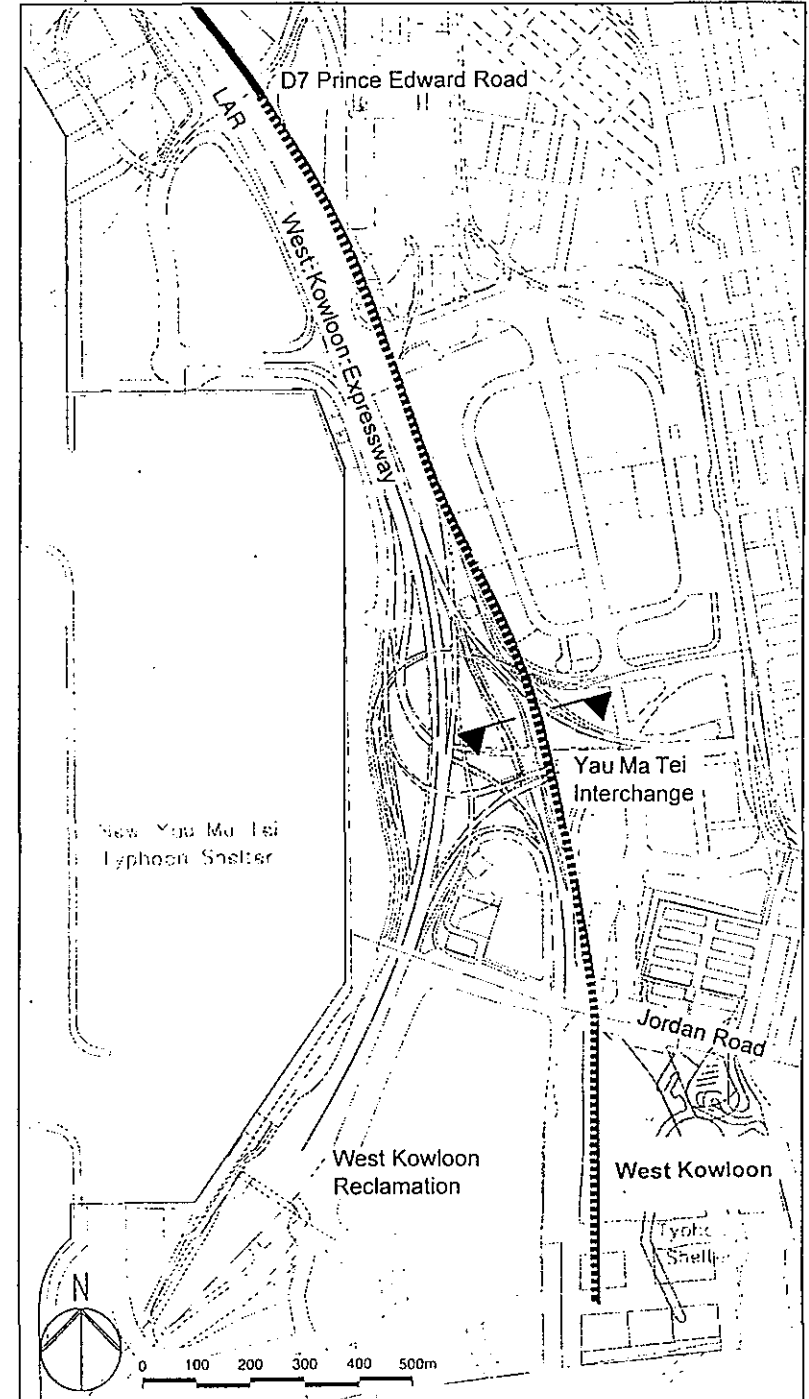 D7 Prince Edward Road
LAR
West Kowloon Expressway
Yau Ma Tei
Interchange
New Yau Ma Tei
Typhoon Shelter
Jordan Road
West Kowloon
Reclamation
West Kowloon
N
0 100 200 300 400 500m